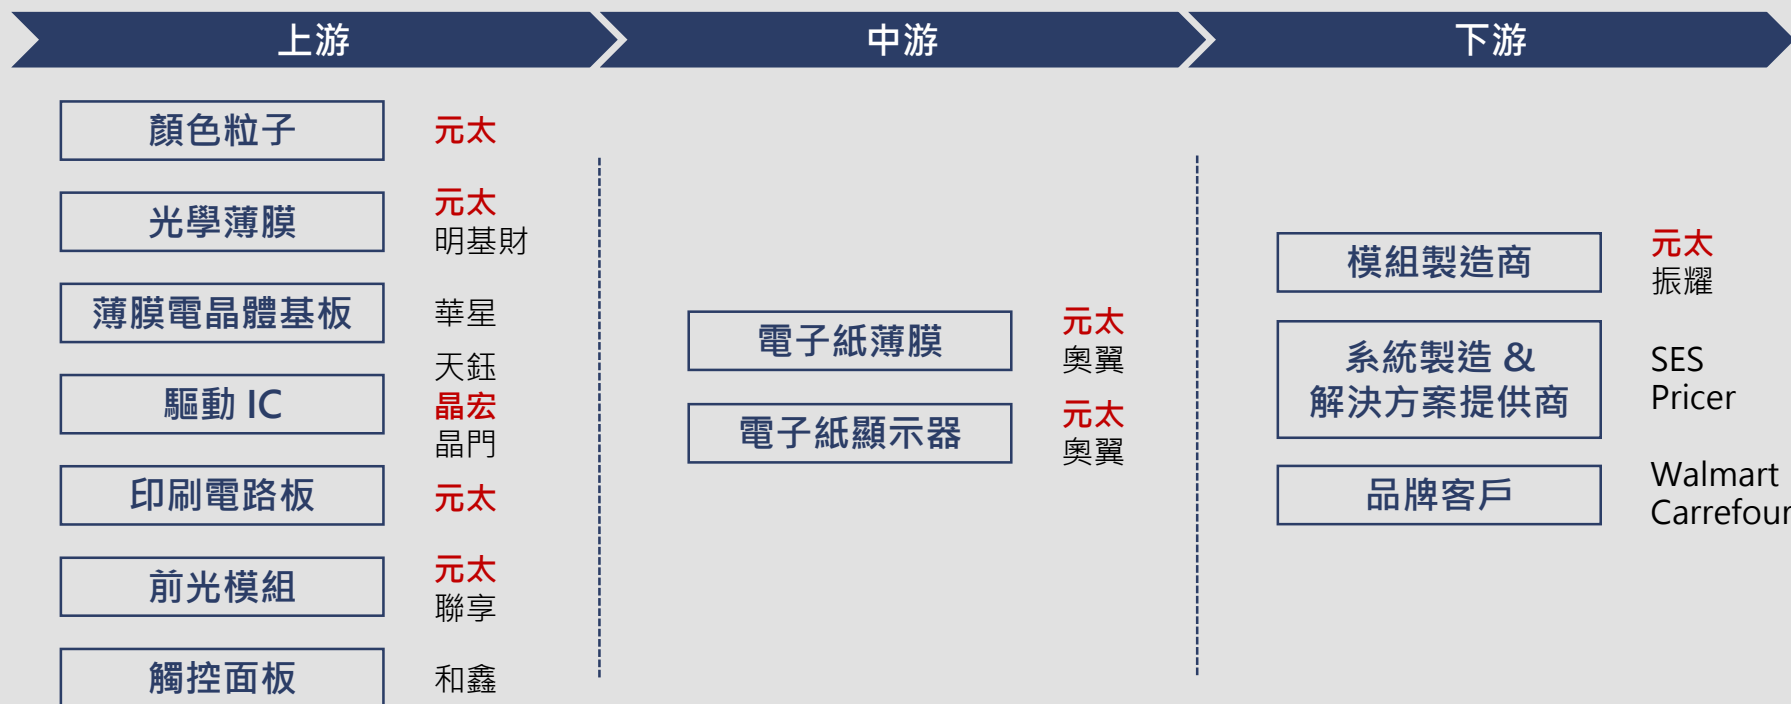 上游
中游
下游
顏色粒子
元太
光學薄膜
元太
明基財
薄膜電晶體基板
華星
驅動 IC
天鈺
晶宏
晶門
印刷電路板
元太
前光模組
元太
聯享
觸控面板
和鑫
電子紙薄膜
元太
奧翼
電子紙顯示器
元太
奧翼
模組製造商
元太
振耀
系統製造 &
解決方案提供商
SES
Pricer
品牌客戶
Walmart
Carrefour